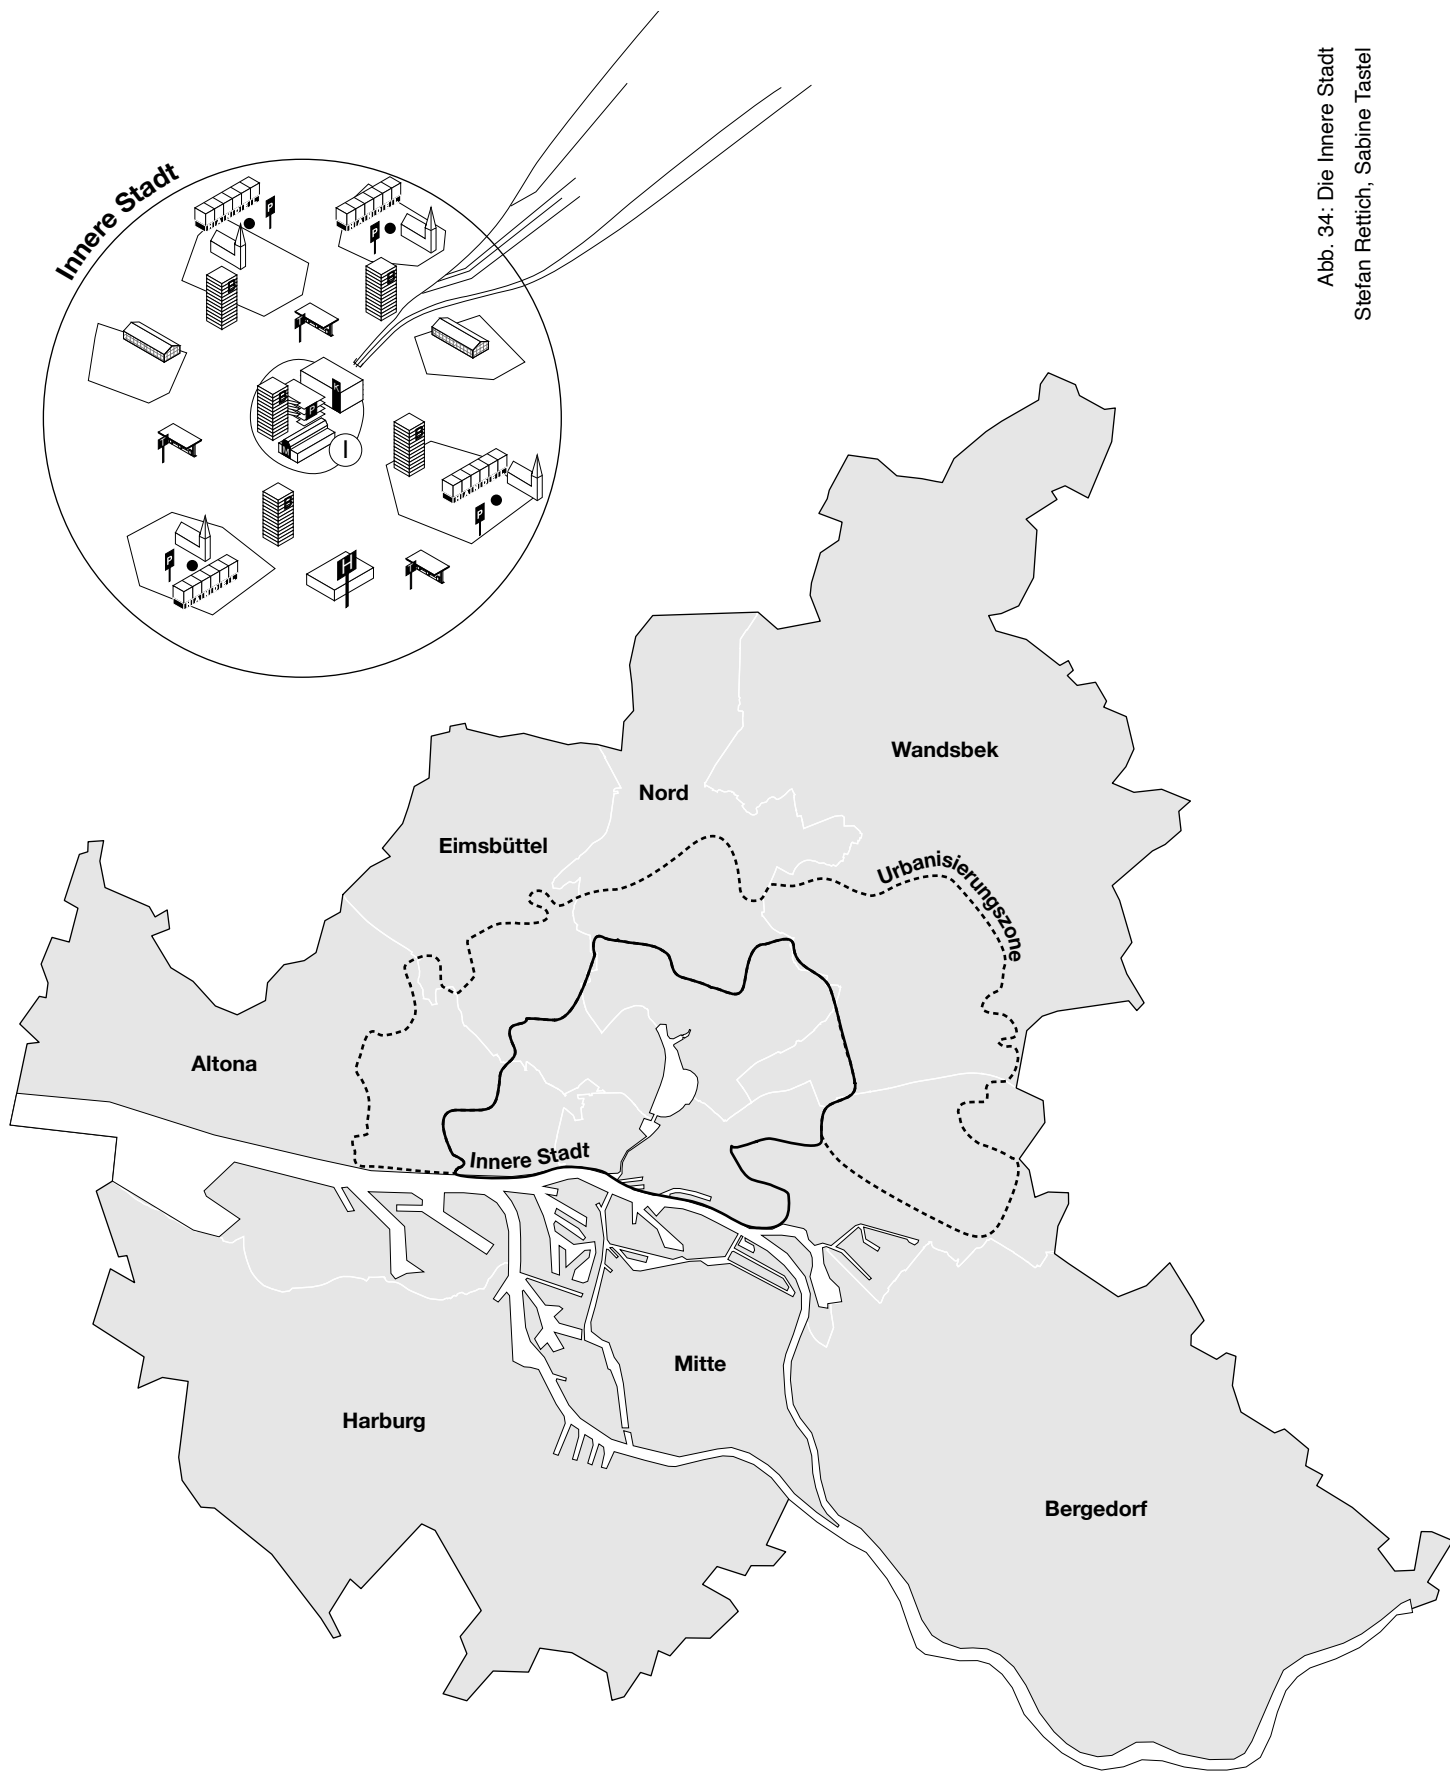 Abb. 34: Die Innere Stadt
Stefan Rettich, Sabine Tastel
Innere Stadt
P
P
B
B
K
B
P
M
I
B
P
B
P
H
Wandsbek
Nord
Eimsbüttel
Urbanisierungszone
Altona
Innere Stadt
Mitte
Harburg
Bergedorf